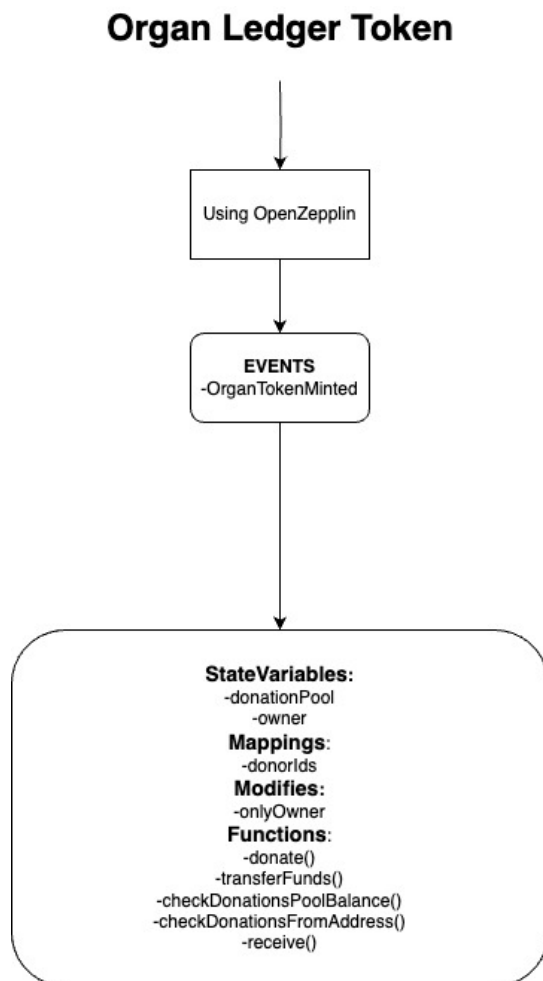 Organ Ledger Token
Using OpenZepplin
EVENTS
-OrganTokenMinted
StateVariables:
-donationPool
-owner
Mappings:
-donorIds
Modifies:
-onlyOwner
Functions:
-donate()
-transferFunds()
-checkDonationsPoolBalance()
-checkDonationsFromAddress()
-receive()